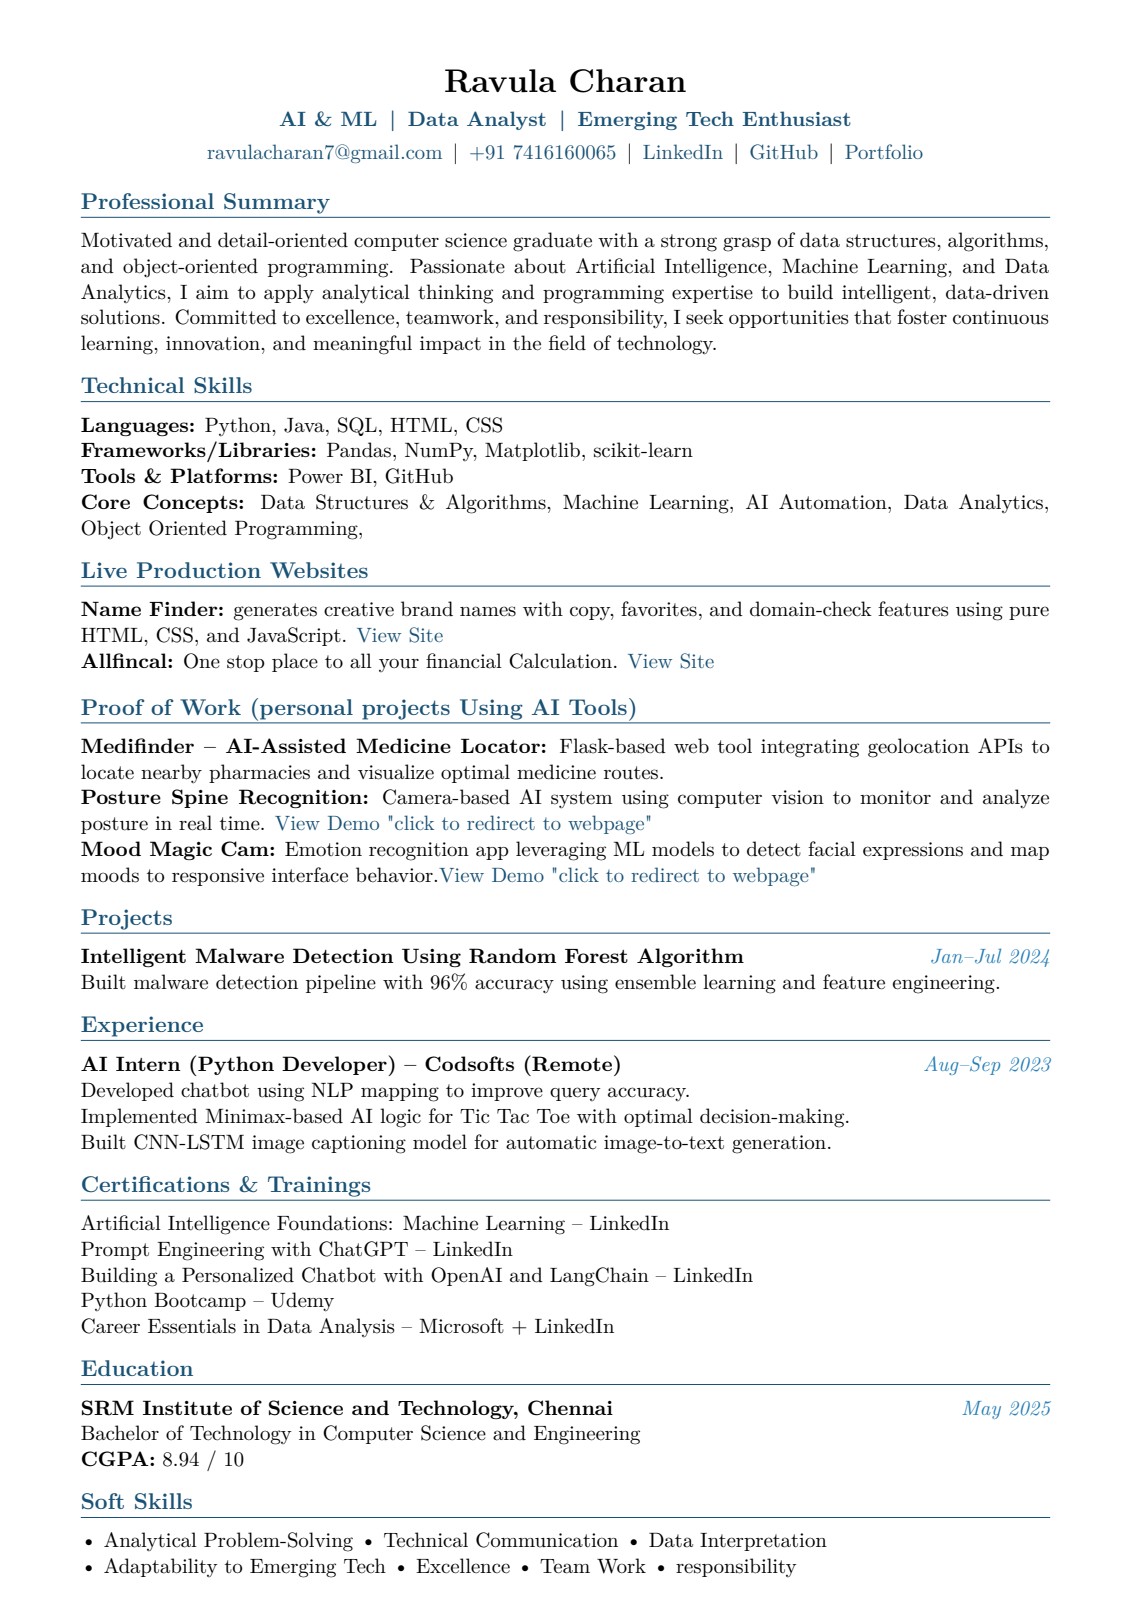 Ravula Charan
AI & ML | Data Analyst | Emerging Tech Enthusiast
ravulacharan7@gmail.com | +91 7416160065 | LinkedIn | GitHub | Portfolio
Professional Summary
Motivated and detail-oriented computer science graduate with a strong grasp of data structures, algorithms,
and object-oriented programming. Passionate about Artificial Intelligence, Machine Learning, and Data
Analytics, I aim to apply analytical thinking and programming expertise to build intelligent, data-driven
solutions. Committed to excellence, teamwork, and responsibility, I seek opportunities that foster continuous
learning, innovation, and meaningful impact in the field of technology.
Technical Skills
Languages: Python, Java, SQL, HTML, CSS
Frameworks/Libraries: Pandas, NumPy, Matplotlib, scikit-learn
Tools & Platforms: Power BI, GitHub
Core Concepts: Data Structures & Algorithms, Machine Learning, AI Automation, Data Analytics,
Object Oriented Programming,
Live Production Websites
Name Finder: generates creative brand names with copy, favorites, and domain-check features using pure
HTML, CSS, and JavaScript. View Site
Allfincal: One stop place to all your financial Calculation. View Site
Proof of Work (personal projects Using AI Tools)
Medifinder – AI-Assisted Medicine Locator: Flask-based web tool integrating geolocation APIs to
locate nearby pharmacies and visualize optimal medicine routes.
Posture Spine Recognition: Camera-based AI system using computer vision to monitor and analyze
posture in real time. View Demo "click to redirect to webpage"
Mood Magic Cam: Emotion recognition app leveraging ML models to detect facial expressions and map
moods to responsive interface behavior.View Demo "click to redirect to webpage"
Projects
Intelligent Malware Detection Using Random Forest Algorithm Jan–Jul 2024
Built malware detection pipeline with 96% accuracy using ensemble learning and feature engineering.
Experience
AI Intern (Python Developer) – Codsofts (Remote) Aug–Sep 2023
Developed chatbot using NLP mapping to improve query accuracy.
Implemented Minimax-based AI logic for Tic Tac Toe with optimal decision-making.
Built CNN-LSTM image captioning model for automatic image-to-text generation.
Certifications & Trainings
Artificial Intelligence Foundations: Machine Learning – LinkedIn
Prompt Engineering with ChatGPT – LinkedIn
Building a Personalized Chatbot with OpenAI and LangChain – LinkedIn
Python Bootcamp – Udemy
Career Essentials in Data Analysis – Microsoft + LinkedIn
Education
SRM Institute of Science and Technology, Chennai May 2025
Bachelor of Technology in Computer Science and Engineering
CGPA: 8.94 / 10
Soft Skills
• Analytical Problem-Solving • Technical Communication • Data Interpretation
• Adaptability to Emerging Tech • Excellence • Team Work • responsibility